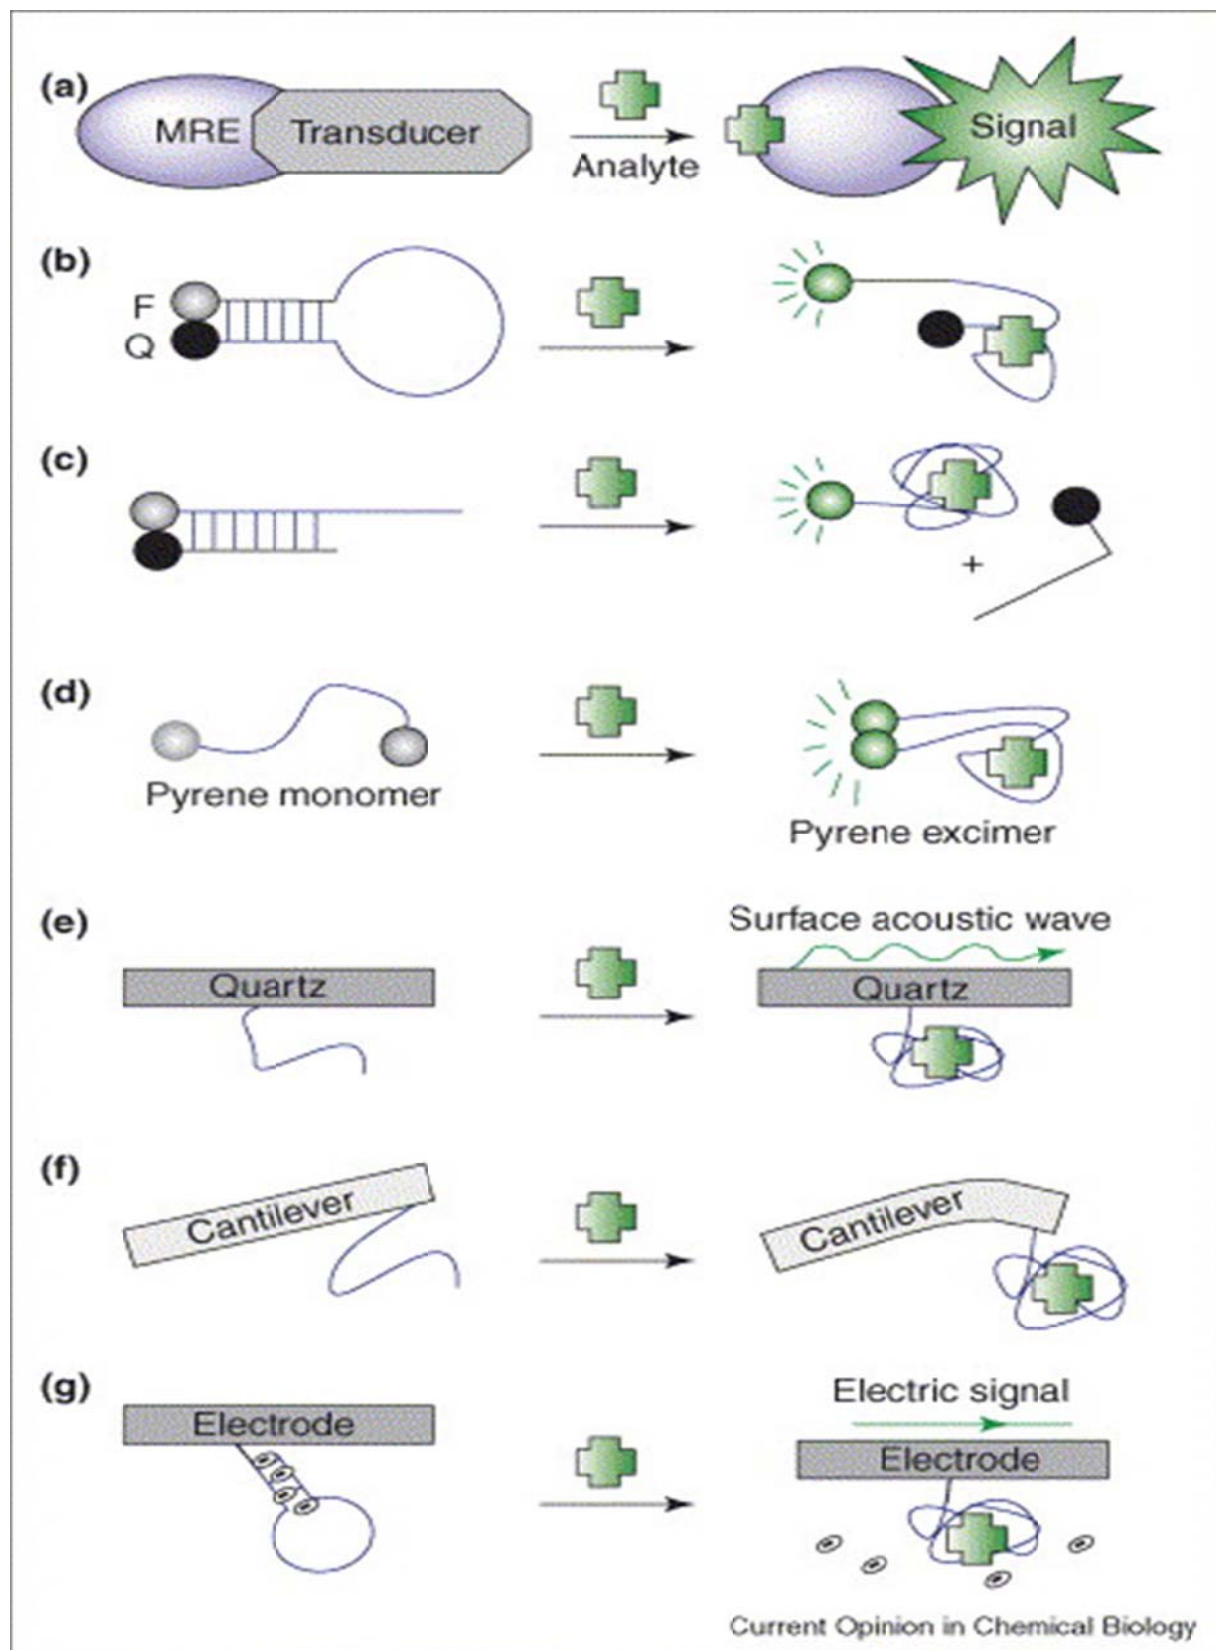 (a)
MRE
Transducer
Analyte
Signal
(b)
F
Q
(c)
+
(d)
Pyrene monomer
Pyrene excimer
(e)
Surface acoustic wave
Quartz
Quartz
(f)
Cantilever
Cantilever
(g)
Electric signal
Electrode
Electrode
Current Opinion in Chemical Biology